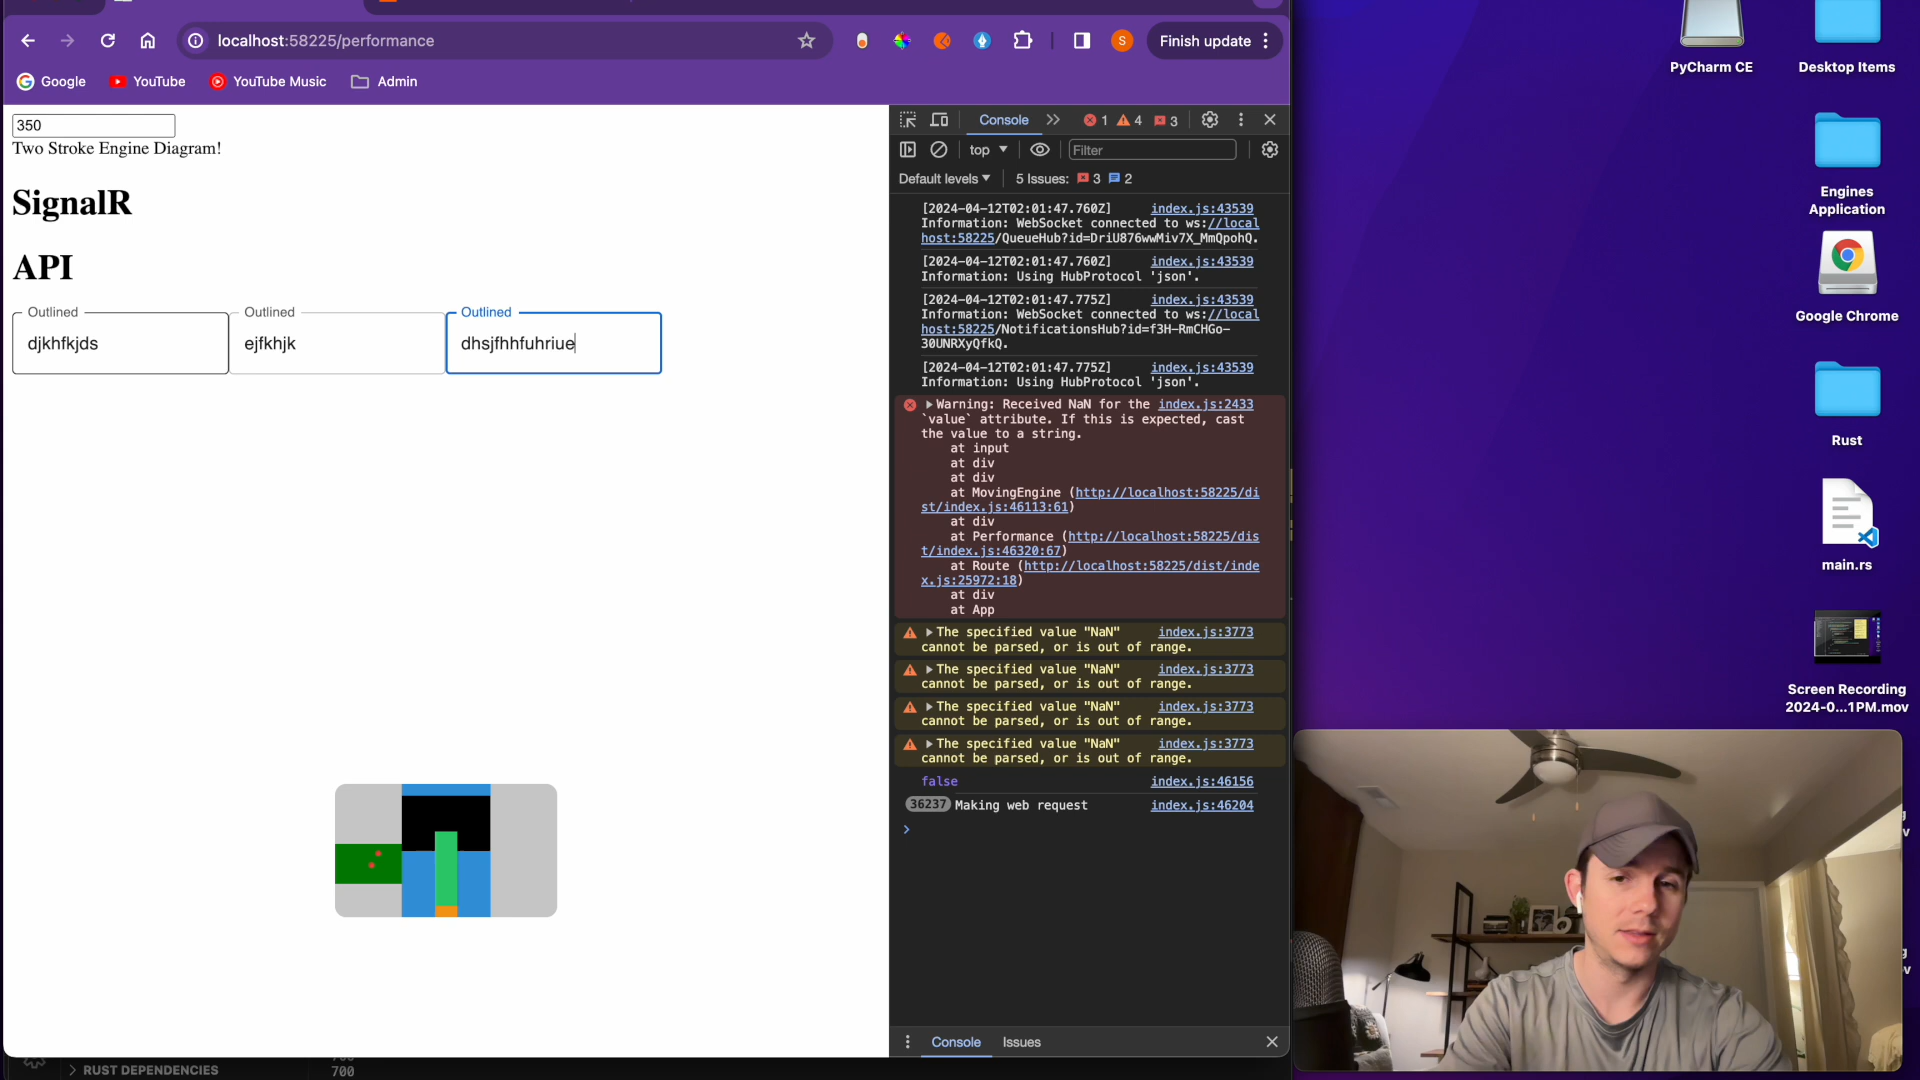 localhost:58225/performance
S
Finish update
Google
YouTube
YouTube Music
Admin
350
Two Stroke Engine Diagram!
SignalR
API
Outlined
Outlined
Outlined
djkhfkjds
ejfkhjk
dhsjfhhfuhriue
Console
1
4
3
top
Filter
Default levels
5 Issues:
3
2
[2024-04-12T02:01:47.760Z] index.js:43539
Information: WebSocket connected to ws://local
host:58225/QueueHub?id=DriU876wwMiv7X_MmQpohQ.
[2024-04-12T02:01:47.760Z] index.js:43539
Information: Using HubProtocol 'json'.
[2024-04-12T02:01:47.775Z] index.js:43539
Information: WebSocket connected to ws://local
host:58225/NotificationsHub?id=f3H-RmCHGo-
30UNRXyQfkQ.
[2024-04-12T02:01:47.775Z] index.js:43539
Information: Using HubProtocol 'json'.
Warning: Received NaN for the index.js:2433
`value` attribute. If this is expected, cast
the value to a string.
at input
at div
at div
at MovingEngine (http://localhost:58225/di
st/index.js:46113:61)
at div
at Performance (http://localhost:58225/dis
t/index.js:46320:67)
at Route (http://localhost:58225/dist/inde
x.js:25972:18)
at div
at App
The specified value "NaN" index.js:3773
cannot be parsed, or is out of range.
The specified value "NaN" index.js:3773
cannot be parsed, or is out of range.
The specified value "NaN" index.js:3773
cannot be parsed, or is out of range.
The specified value "NaN" index.js:3773
cannot be parsed, or is out of range.
false index.js:46156
36237 Making web request index.js:46204
Console
Issues
RUST DEPENDENCIES
700
PyCharm CE
Desktop Items
Engines
Application
Google Chrome
Rust
main.rs
Screen Recording
2024-0...1PM.mov